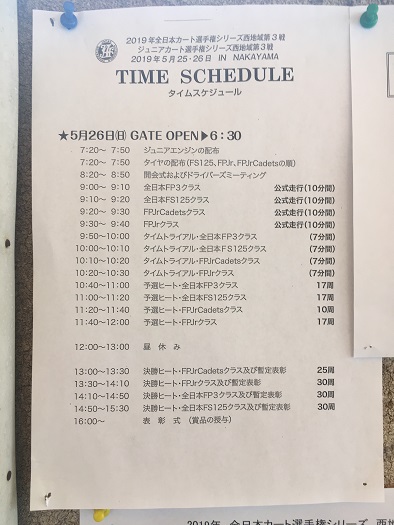 2019年全日本カート選手権シリーズ西地域第3戦
ジュニアカート選手権シリーズ西地域第3戦
2019年5月25・26日 IN NAKAYAMA
TIME SCHEDULE
タイムスケジュール
★5月26日(日) GATE OPEN▶6:30
7:20～ 7:50 ジュニアエンジンの配布
7:20～ 7:50 タイヤの配布(FS125、FPJr、FPJrCadetsの順)
8:20～ 8:50 開会式およびドライバーズミーティング
9:00～ 9:10 全日本FP3クラス 公式走行(10分間)
9:10～ 9:20 全日本FS125クラス 公式走行(10分間)
9:20～ 9:30 FPJrCadetsクラス 公式走行(10分間)
9:30～ 9:40 FPJrクラス 公式走行(10分間)
9:50～10:00 タイムトライアル・全日本FP3クラス (7分間)
10:00～10:10 タイムトライアル・全日本FS125クラス (7分間)
10:10～10:20 タイムトライアル・FPJrCadetsクラス (7分間)
10:20～10:30 タイムトライアル・FPJrクラス (7分間)
10:40～11:00 予選ヒート・全日本FP3クラス 17周
11:00～11:20 予選ヒート・全日本FS125クラス 17周
11:20～11:40 予選ヒート・FPJrCadetsクラス 10周
11:40～12:00 予選ヒート・FPJrクラス 17周
12:00～13:00 昼 休 み
13:00～13:30 決勝ヒート・FPJrCadetsクラス及び暫定表彰 25周
13:30～14:10 決勝ヒート・FPJrクラス及び暫定表彰 30周
14:10～14:50 決勝ヒート・全日本FP3クラス及び暫定表彰 30周
14:50～15:30 決勝ヒート・全日本FS125クラス及び暫定表彰 30周
16:00～ 表 彰 式 (賞品の授与)
2019年 全日本カート選手権シリーズ 西地